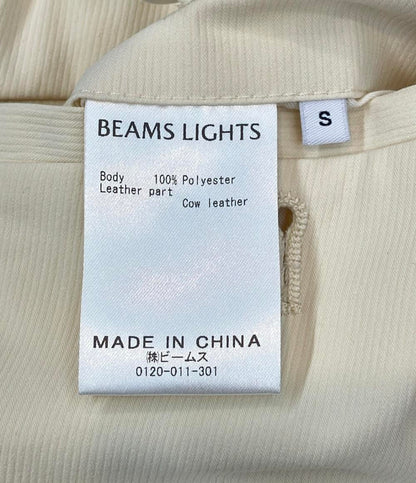 BEAMS LIGHTS
S
Body 100% Polyester
Leather part
Cow leather
MADE IN CHINA
㈱ビームス
0120-011-301